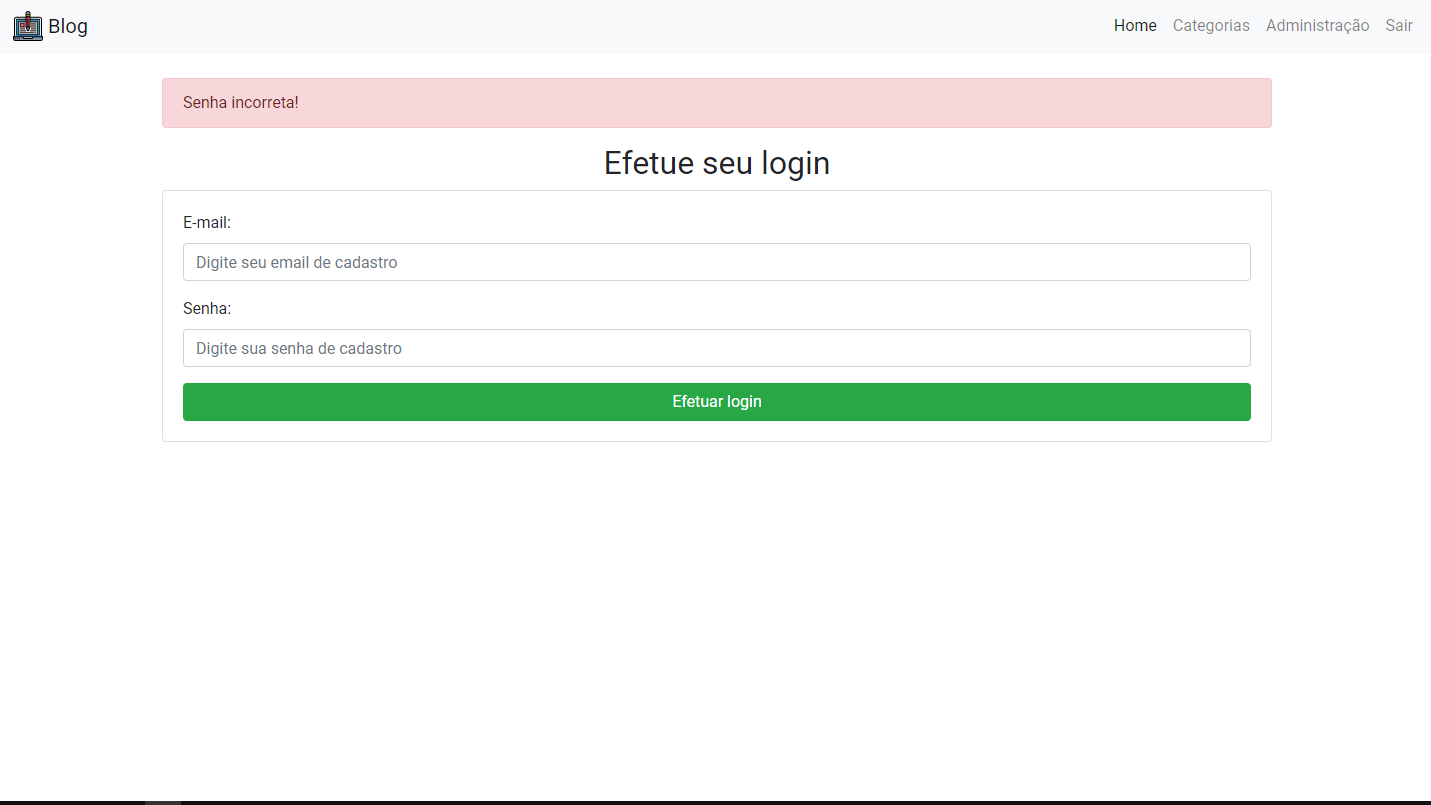 Blog
Home Categorias Administração Sair
Senha incorreta!
Efetue seu login
E-mail:
Digite seu email de cadastro
Senha:
Digite sua senha de cadastro
Efetuar login